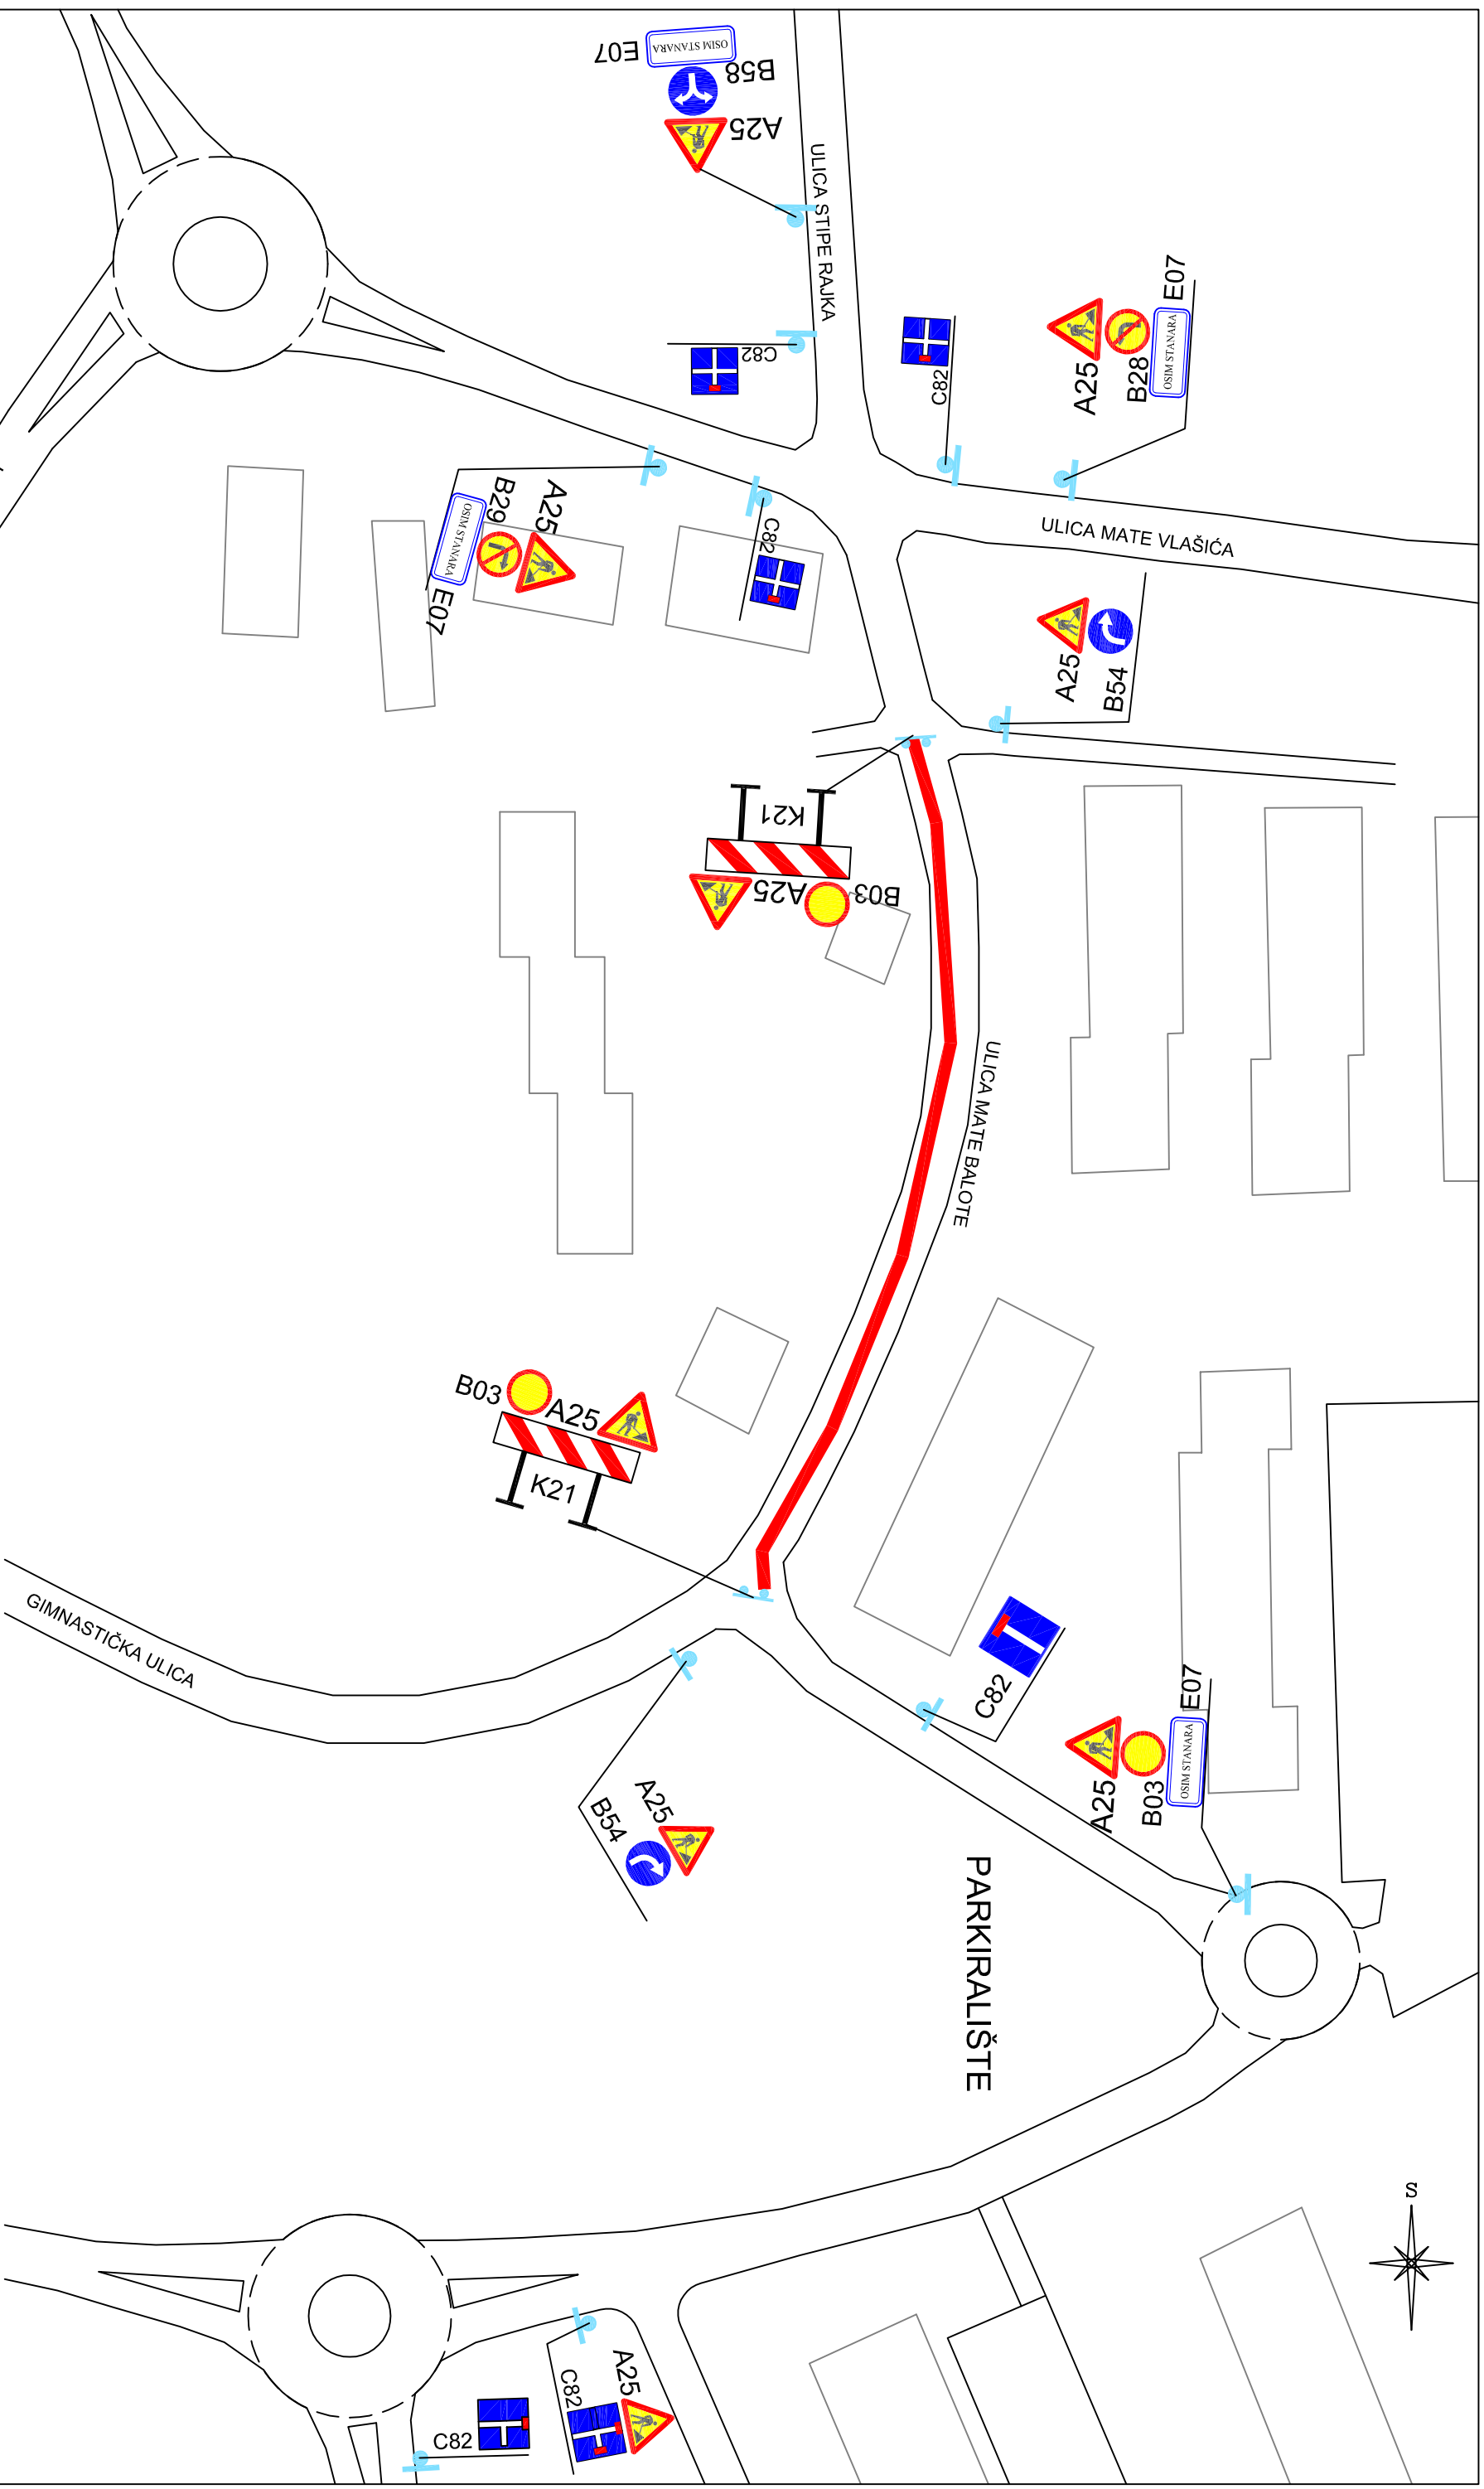 OSIM STANARA
E07
B58
A25
ULICA STIPE RAJKA
C82
C82
E07
OSIM STANARA
B28
A25
ULICA MATE VLAŠIĆA
A25
B29
OSIM STANARA
E07
C82
A25
B54
K21
A25
B03
ULICA MATE BALOTE
B03
A25
K21
GIMNASTIČKA ULICA
C82
E07
OSIM STANARA
B03
A25
A25
B54
PARKIRALIŠTE
S
A25
C82
C82